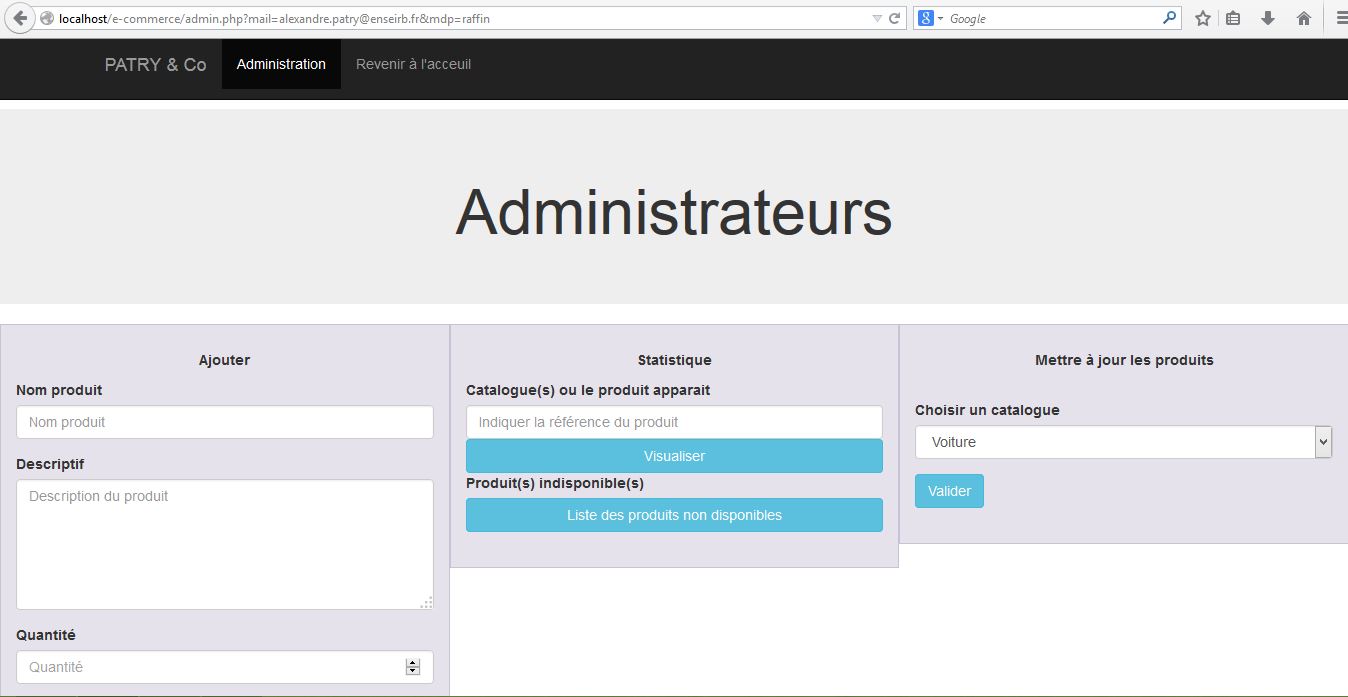 localhost/e-commerce/admin.php?mail=alexandre.patry@enseirb.fr&mdp=raffin
Google
PATRY & Co Administration Revenir à l'acceuil
Administrateurs
Ajouter
Nom produit
Nom produit
Descriptif
Description du produit
Quantité
Quantité
Statistique
Catalogue(s) ou le produit apparait
Indiquer la référence du produit
Visualiser
Produit(s) indisponible(s)
Liste des produits non disponibles
Mettre à jour les produits
Choisir un catalogue
Voiture
Valider